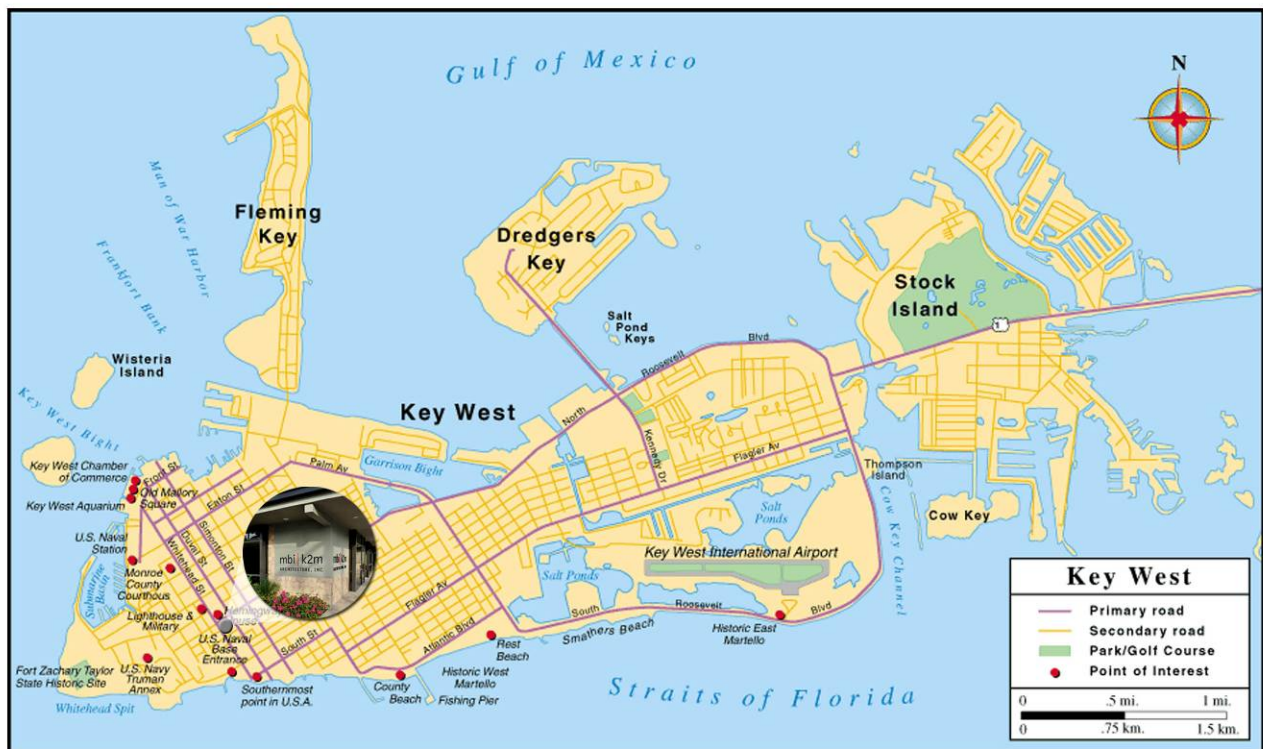 Gulf of Mexico
N
Man of War Harbor
Frankfort Bank
Fleming
Key
Dredgers
Key
Stock
Island
1
Salt
Pond
Keys
Wisteria
Island
Key West Bight
Key West
North
Roosevelt
Blvd
Kennedy Dr
Flagler Av
Garrison Bight
Palm Av
Thompson
Island
Cow Key
Cow Key Channel
Salt
Ponds
Key West International Airport
Key West Chamber
of Commerce
Front St
Old Mallory
Square
Key West Aquarium
Eaton St
Simonton St
Duval St
Whitehead St
U.S. Naval
Station
Submarine
Basin
Monroe
County
Courthous
mbi | k2m
ARCHITECTURE, INC.
Lighthouse &
Military
U.S. Naval
Base
Entrance
South St
Flagler Av
Atlantic Blvd
Salt Ponds
South
Roosevelt
Blvd
Smathers Beach
Historic East
Martello
Rest
Beach
Historic West
Martello
County
Beach
Fishing Pier
Southernmost
point in U.S.A.
U.S. Navy
Truman
Annex
Fort Zachary Taylor
State Historic Site
Whitehead Spit
Straits of Florida
Key West
Primary road
Secondary road
Park/Golf Course
Point of Interest
0 .5 mi. 1 mi.
0 .75 km. 1.5 km.